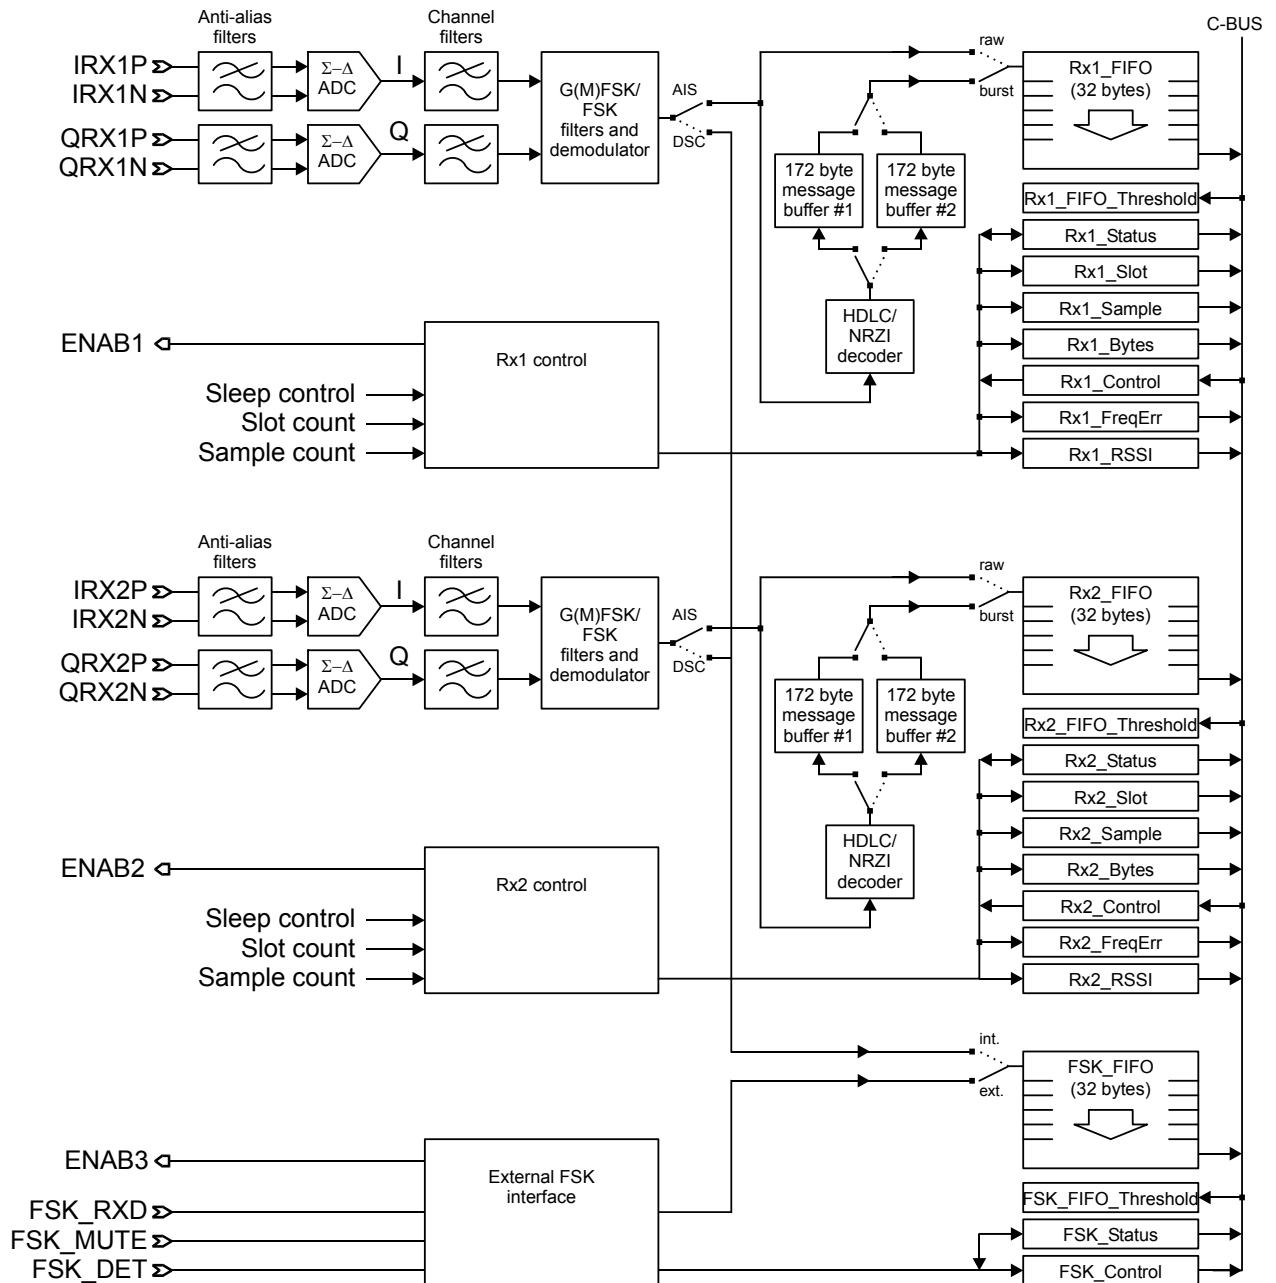 Anti-alias
filters
Channel
filters
C-BUS
IRX1P
IRX1N
QRX1P
QRX1N
Σ−Δ
ADC
I
Σ−Δ
ADC
Q
G(M)FSK/
FSK
filters and
demodulator
AIS
DSC
raw
burst
Rx1_FIFO
(32 bytes)
172 byte
message
buffer #1
172 byte
message
buffer #2
HDLC/
NRZI
decoder
Rx1_FIFO_Threshold
Rx1_Status
Rx1_Slot
Rx1_Sample
Rx1_Bytes
Rx1_Control
Rx1_FreqErr
Rx1_RSSI
ENAB1
Rx1 control
Sleep control
Slot count
Sample count
Anti-alias
filters
Channel
filters
IRX2P
IRX2N
QRX2P
QRX2N
Σ−Δ
ADC
I
Σ−Δ
ADC
Q
G(M)FSK/
FSK
filters and
demodulator
AIS
DSC
raw
burst
Rx2_FIFO
(32 bytes)
172 byte
message
buffer #1
172 byte
message
buffer #2
HDLC/
NRZI
decoder
Rx2_FIFO_Threshold
Rx2_Status
Rx2_Slot
Rx2_Sample
Rx2_Bytes
Rx2_Control
Rx2_FreqErr
Rx2_RSSI
ENAB2
Rx2 control
Sleep control
Slot count
Sample count
int.
ext.
FSK_FIFO
(32 bytes)
ENAB3
FSK_RXD
FSK_MUTE
FSK_DET
External FSK
interface
FSK_FIFO_Threshold
FSK_Status
FSK_Control